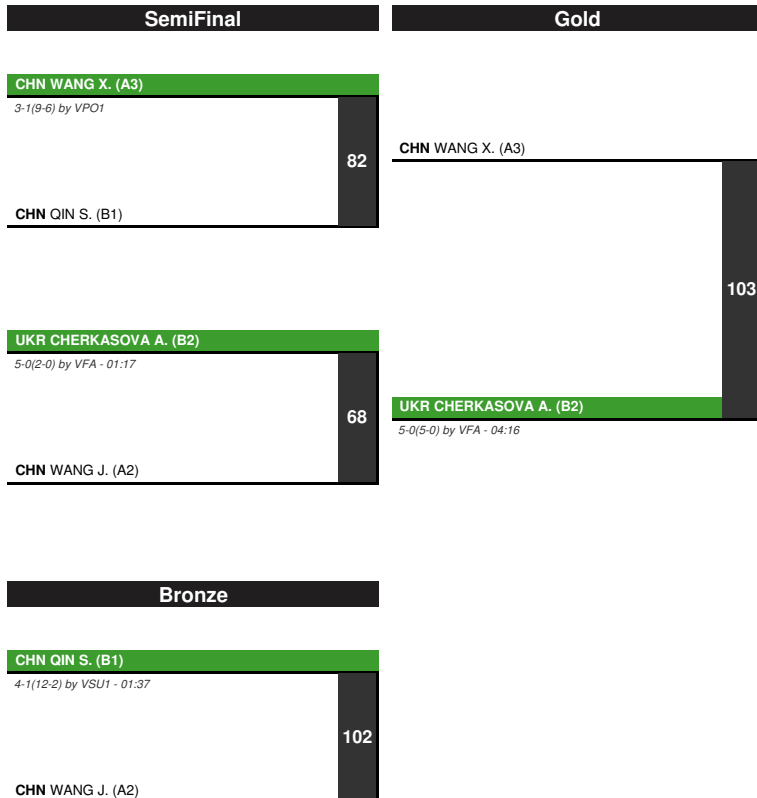 SemiFinal
Gold
CHN WANG X. (A3)
3-1(9-6) by VPO1
82
CHN QIN S. (B1)
CHN WANG X. (A3)
103
UKR CHERKASOVA A. (B2)
5-0(2-0) by VFA - 01:17
68
CHN WANG J. (A2)
UKR CHERKASOVA A. (B2)
5-0(5-0) by VFA - 04:16
Bronze
CHN QIN S. (B1)
4-1(12-2) by VSU1 - 01:37
102
CHN WANG J. (A2)